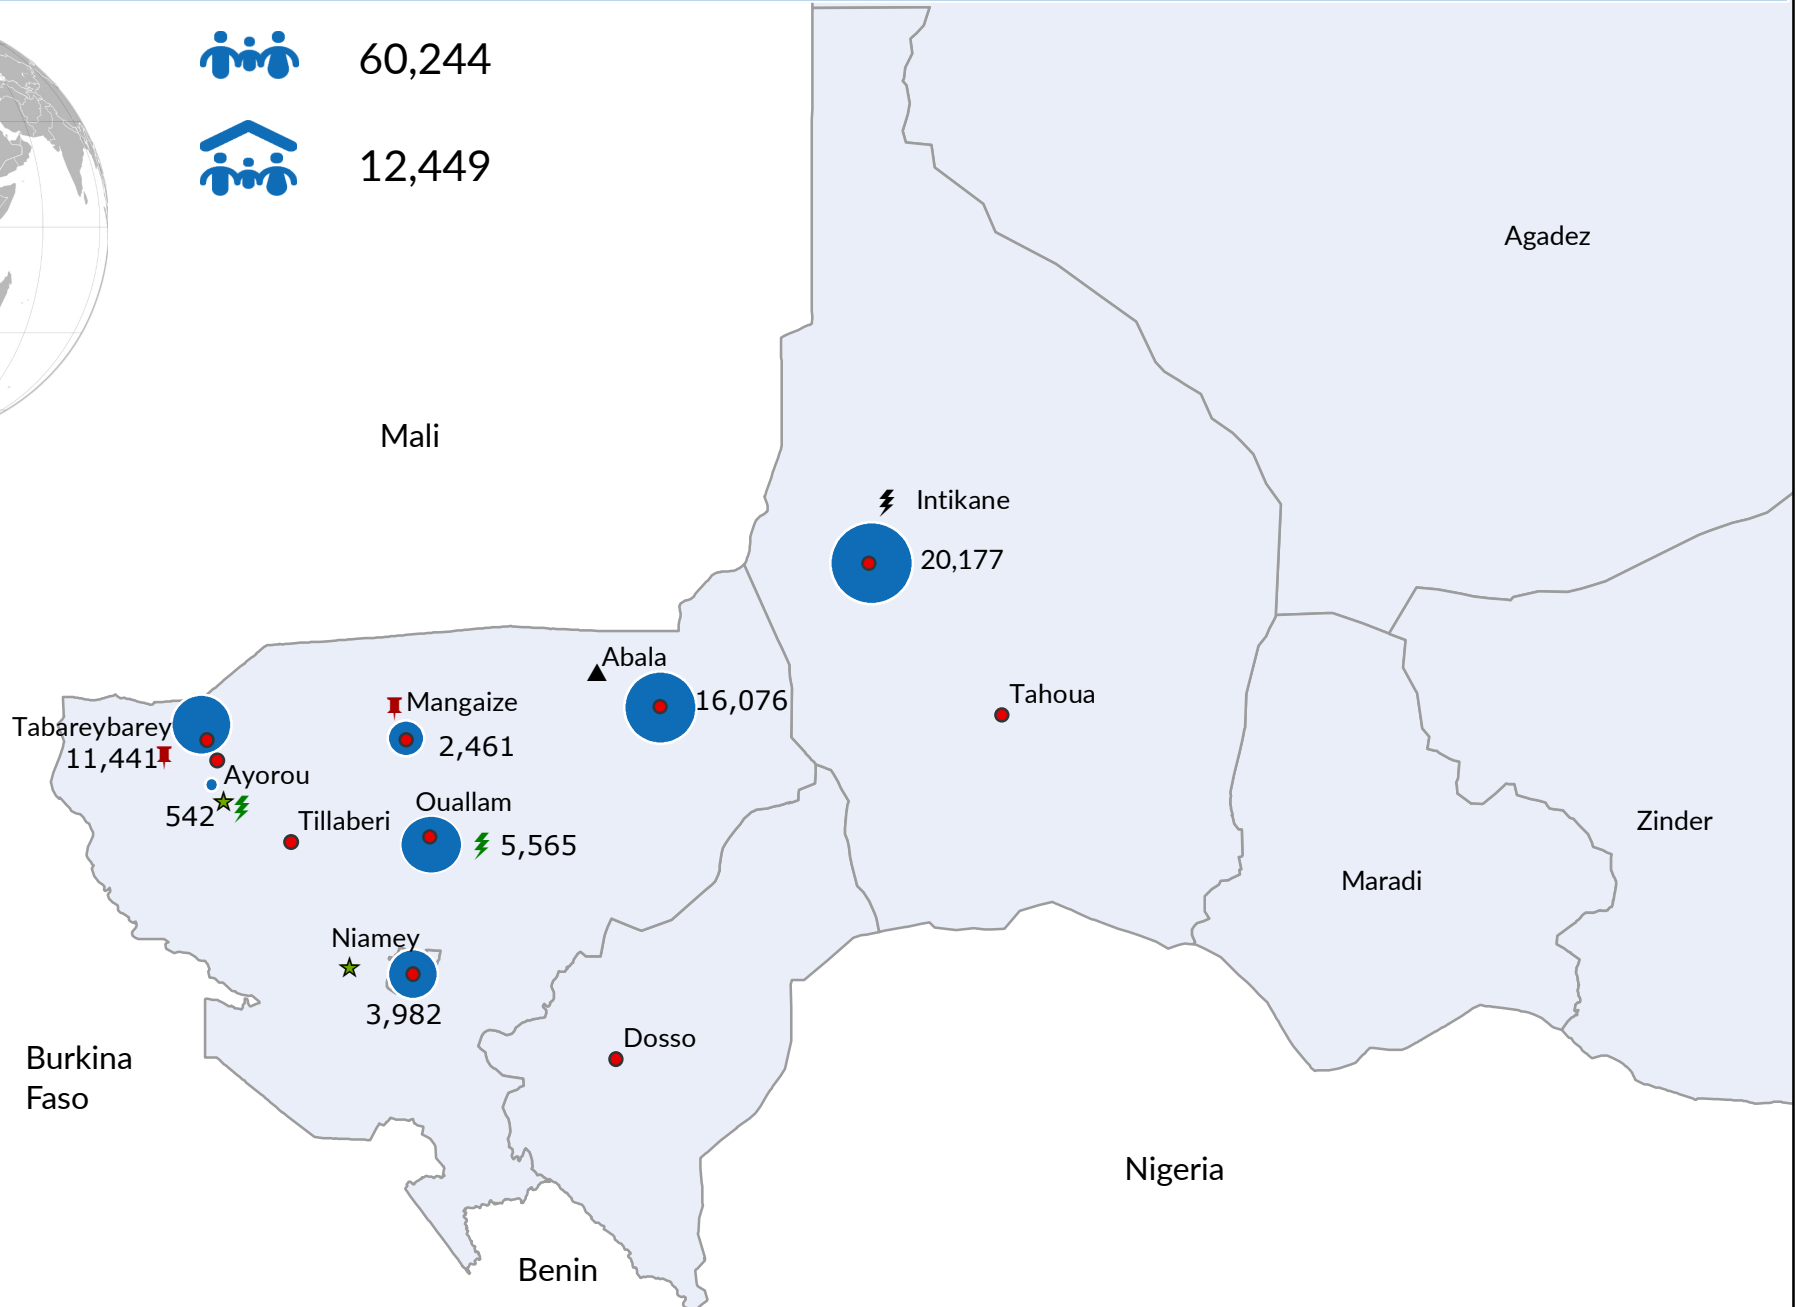 60,244
12,449
Agadez
Mali
Intikane
20,177
Abala
16,076
Tahoua
Mangaize
2,461
Tabareybarey
11,441
Ayorou
542
Tillaberi
Ouallam
5,565
Zinder
Maradi
Niamey
3,982
Dosso
Burkina
Faso
Nigeria
Benin